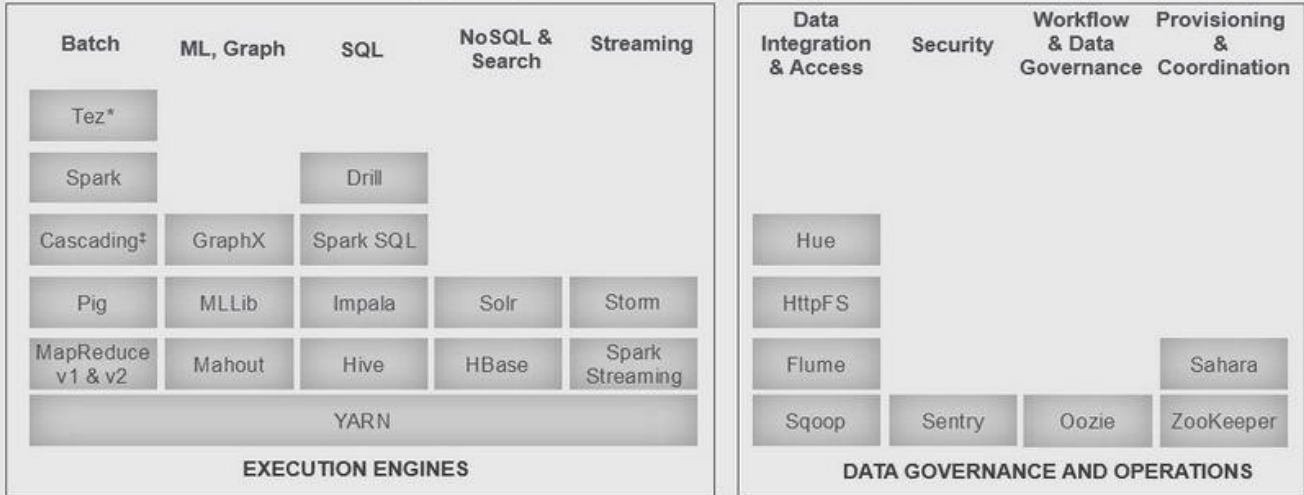 Batch
ML, Graph
SQL
NoSQL &
Search
Streaming
Tez*
Spark
Drill
Cascading‡
GraphX
Spark SQL
Pig
MLLib
Impala
Solr
Storm
MapReduce
v1 & v2
Mahout
Hive
HBase
Spark
Streaming
YARN
EXECUTION ENGINES
Data
Integration
& Access
Security
Workflow
& Data
Governance
Provisioning
&
Coordination
Hue
HttpFS
Flume
Sahara
Sqoop
Sentry
Oozie
ZooKeeper
DATA GOVERNANCE AND OPERATIONS